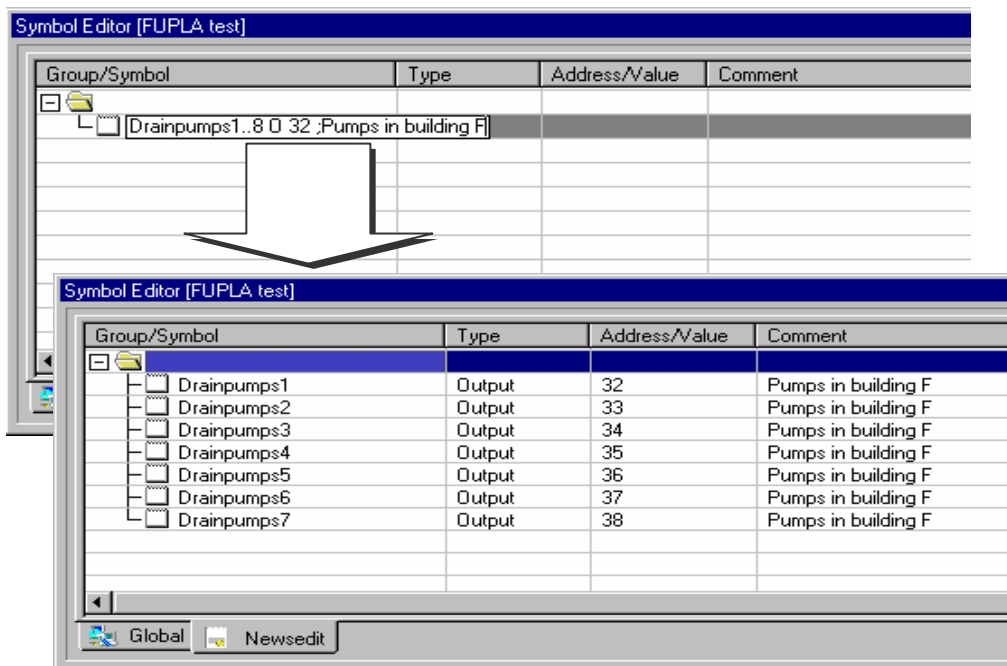 Symbol Editor [FUPLA test]
Group/Symbol Type Address/Value Comment
Drainpumps1..8 O 32 ;Pumps in building F
Symbol Editor [FUPLA test]
Group/Symbol Type Address/Value Comment
Drainpumps1 Output 32 Pumps in building F
Drainpumps2 Output 33 Pumps in building F
Drainpumps3 Output 34 Pumps in building F
Drainpumps4 Output 35 Pumps in building F
Drainpumps5 Output 36 Pumps in building F
Drainpumps6 Output 37 Pumps in building F
Drainpumps7 Output 38 Pumps in building F
Global Newsedit